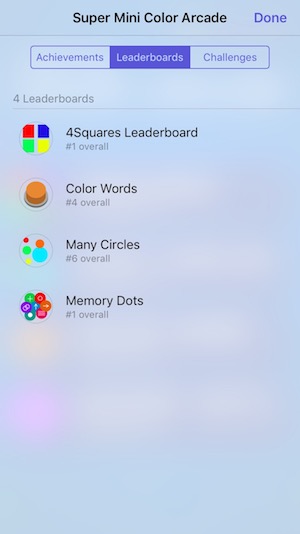 Super Mini Color Arcade Done
Achievements Leaderboards Challenges
4 Leaderboards
4Squares Leaderboard
#1 overall
Color Words
#4 overall
Many Circles
#6 overall
Memory Dots
#1 overall